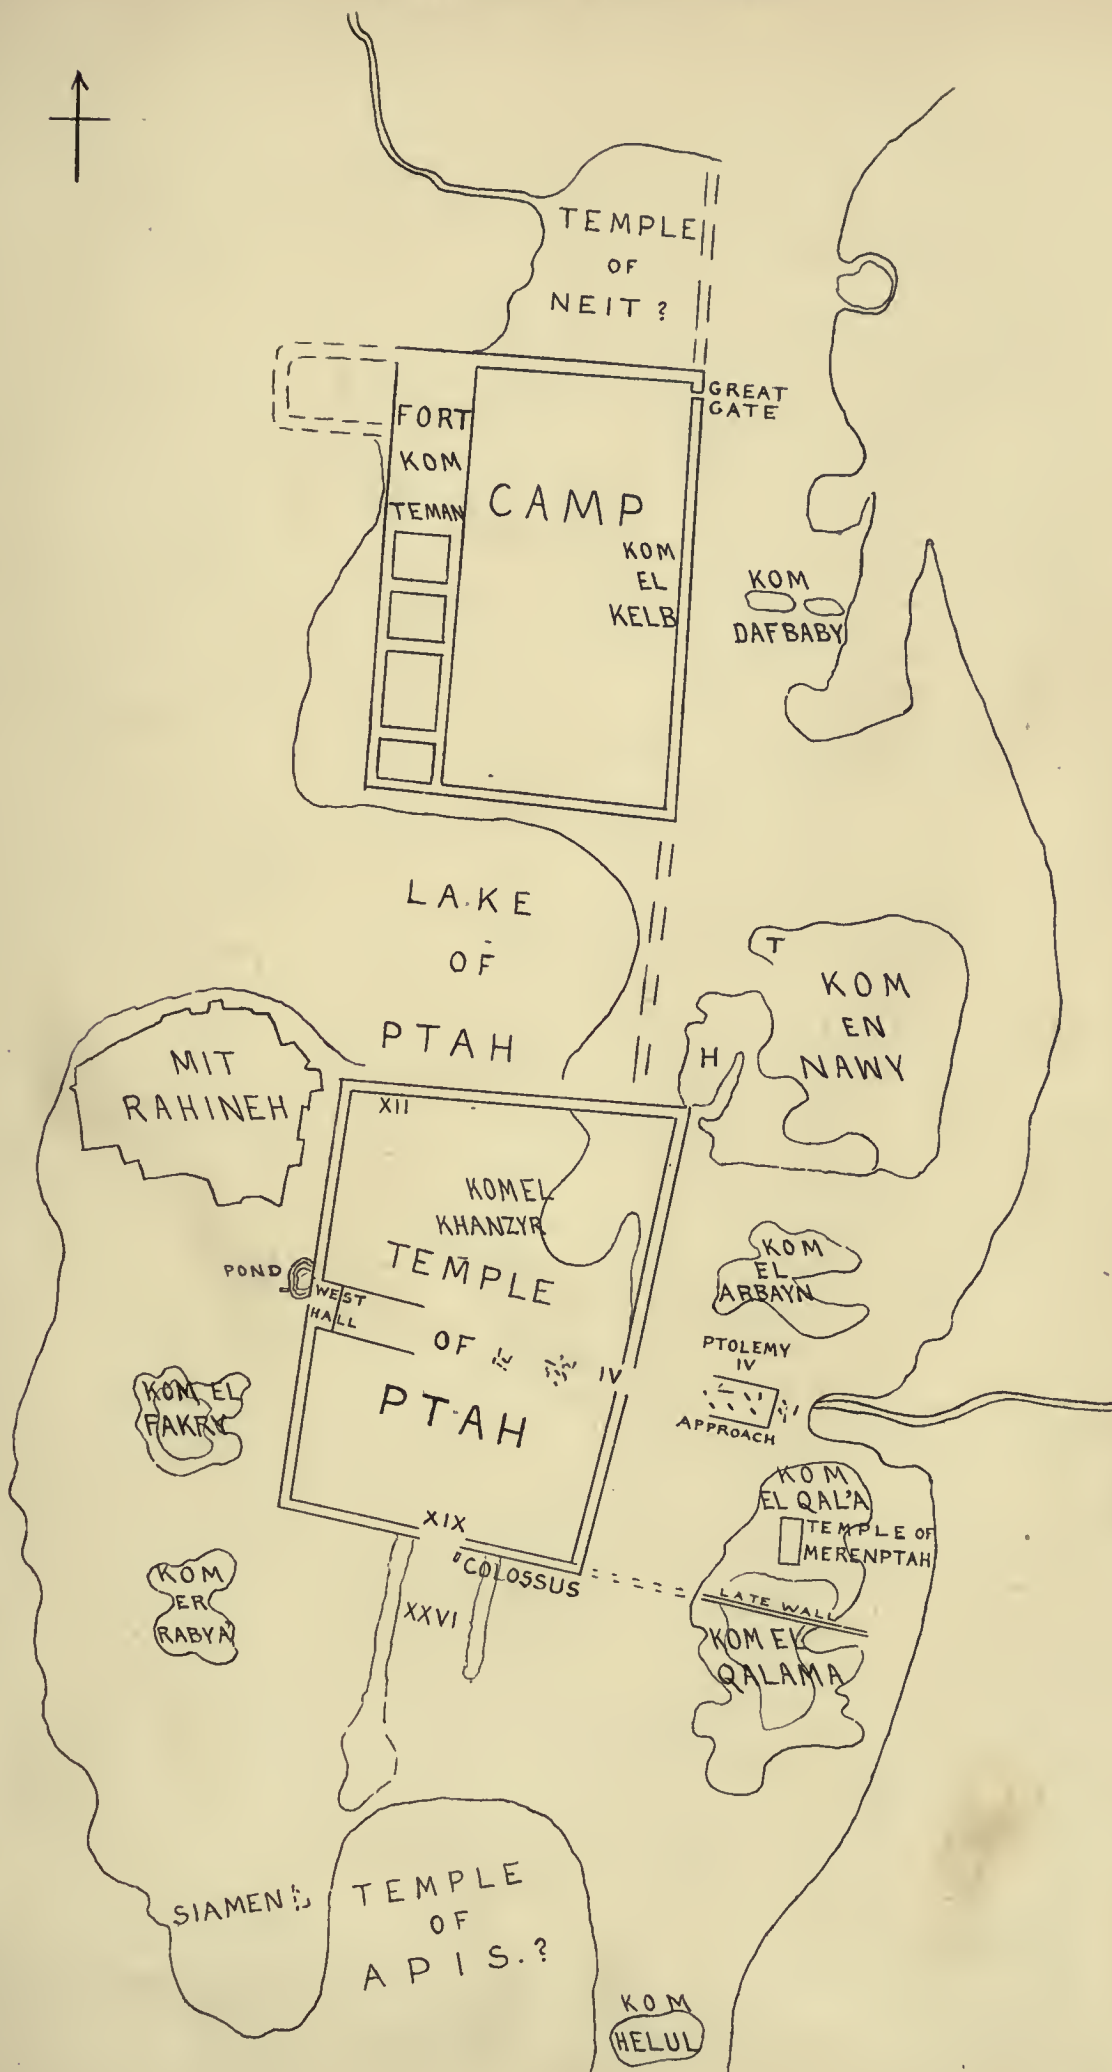 TEMPLE
OF
NEIT ?
GREAT
GATE
FORT
KOM
TEMAN
CAMP
KOM
EL
KELB
KOM
DAFBABY
LAKE
OF
PTAH
T
KOM
EN
NAWY
H
MIT
RAHINEH
XII
KOM EL
KHANZYR
TEMPLE
OF
PTAH
POND
WEST
HALL
IV
KOM
EL
ARBAYN
PTOLEMY
IV
APPROACH
KOM EL
FAKRY
KOM
EL QAL'A
TEMPLE OF
MERENPTAH
XIX
COLOSSUS
LATE WALL
KOM
ER
RABYA
XXVI
KOM EL
QALAMA
SIAMEN
TEMPLE
OF
APIS.?
KOM
HELUL